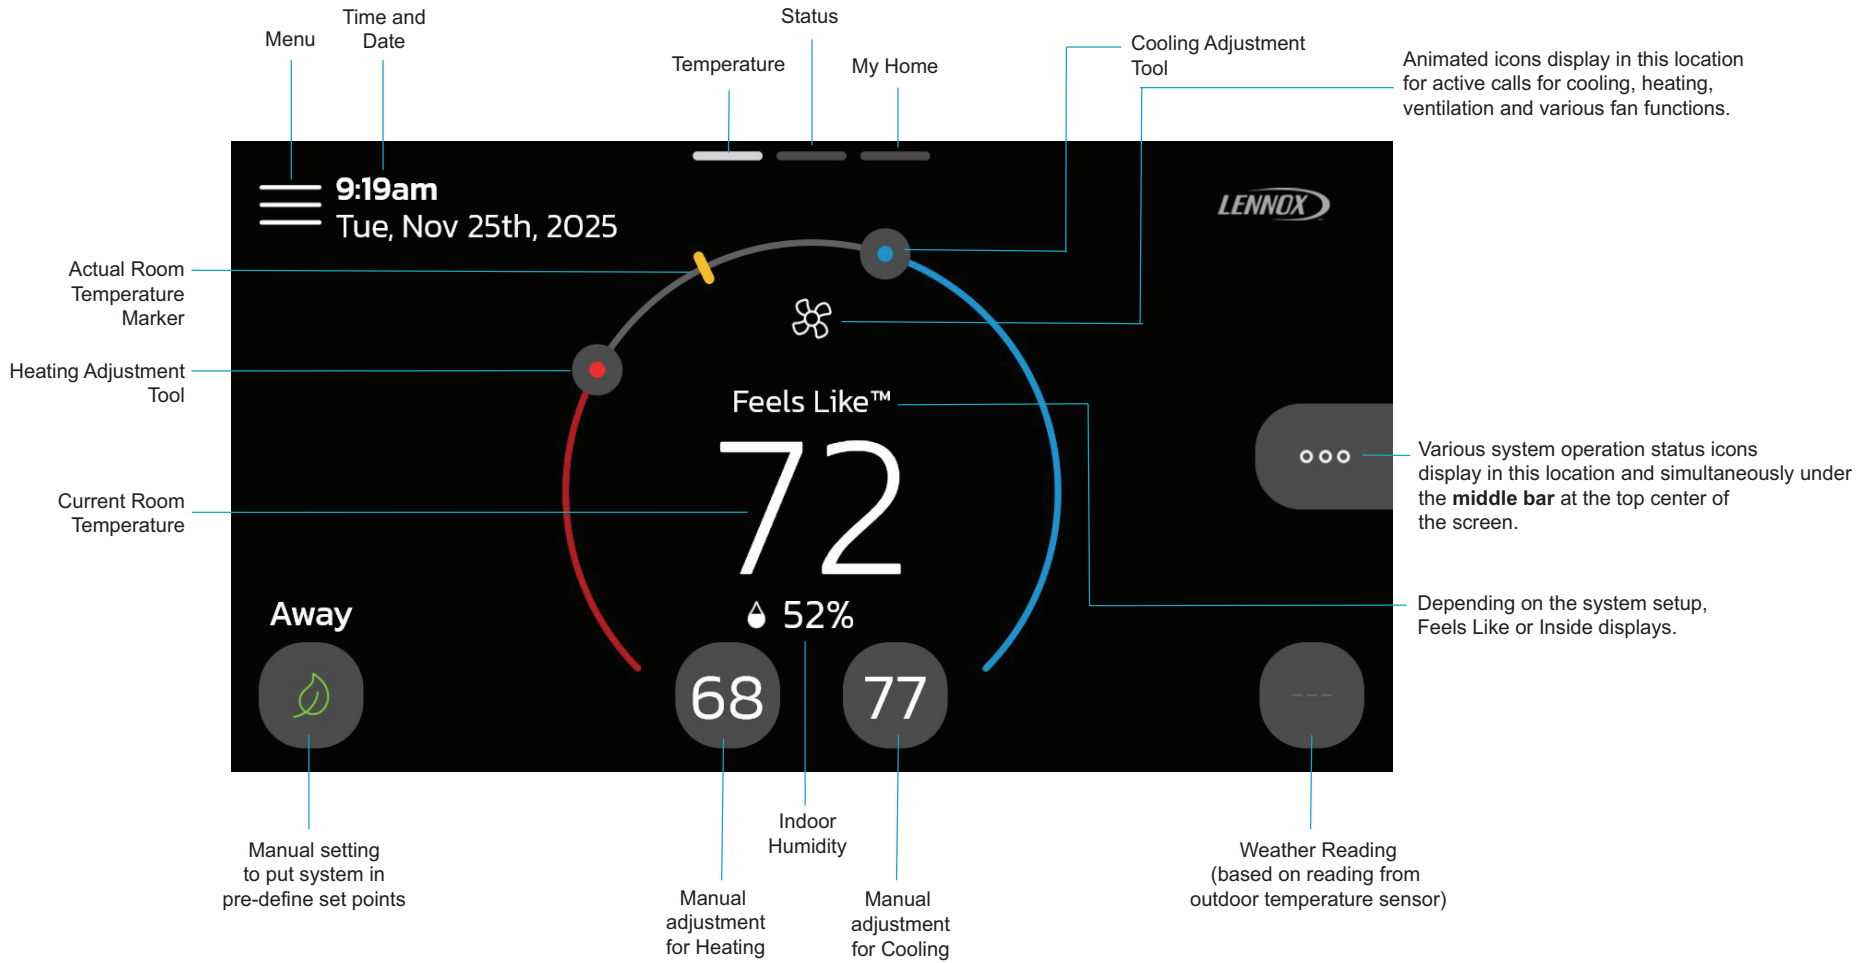 Menu
Time and
Date
Status
Temperature
My Home
Cooling Adjustment
Tool
Animated icons display in this location
for active calls for cooling, heating,
ventilation and various fan functions.
9:19am
Tue, Nov 25th, 2025
LENNOX
Actual Room
Temperature
Marker
Heating Adjustment
Tool
Feels Like™
72
Current Room
Temperature
Various system operation status icons
display in this location and simultaneously under
the middle bar at the top center of
the screen.
Depending on the system setup,
Feels Like or Inside displays.
Away
52%
68
77
---
Indoor
Humidity
Manual setting
to put system in
pre-define set points
Manual
adjustment
for Heating
Manual
adjustment
for Cooling
Weather Reading
(based on reading from
outdoor temperature sensor)